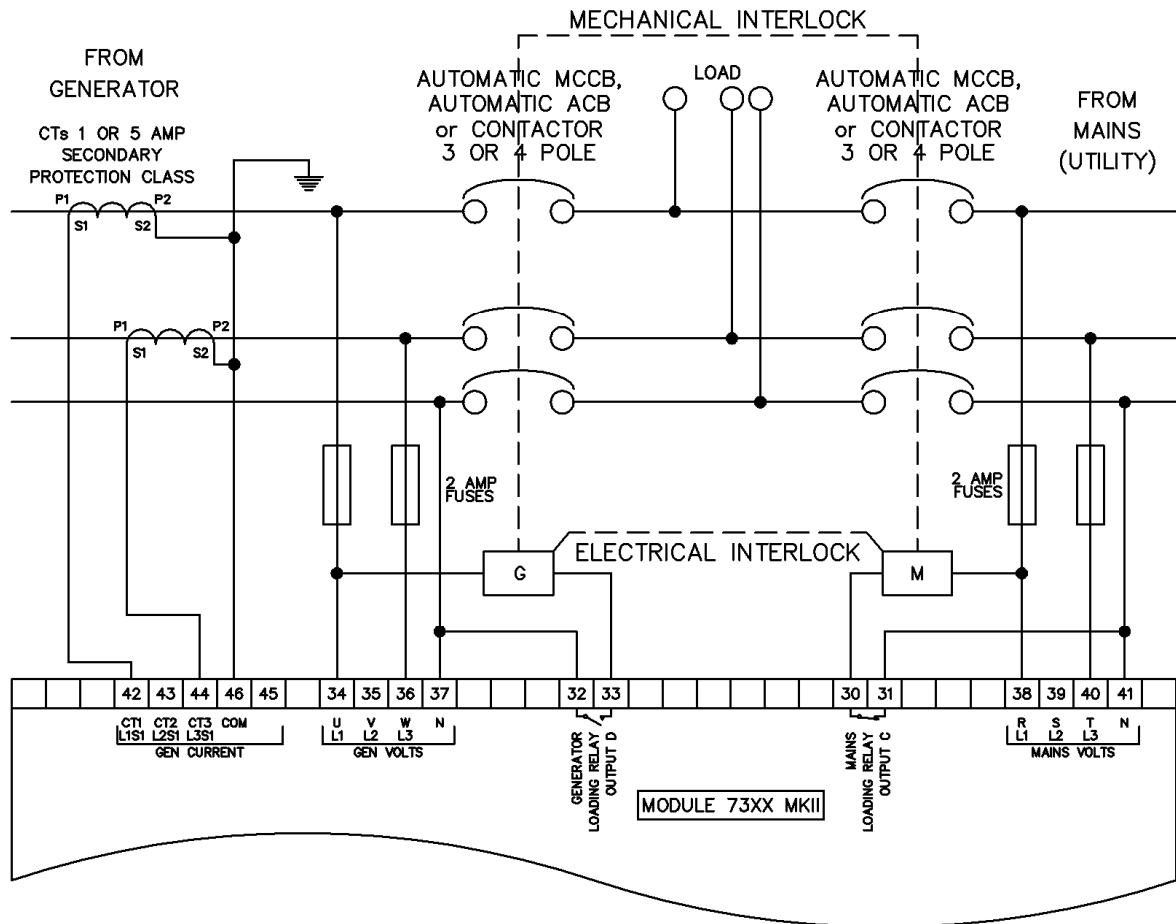 MECHANICAL INTERLOCK
FROM
GENERATOR
CTs 1 OR 5 AMP
SECONDARY
PROTECTION CLASS
AUTOMATIC MCCB,
AUTOMATIC ACB
or CONTACTOR
3 OR 4 POLE
LOAD
AUTOMATIC MCCB,
AUTOMATIC ACB
or CONTACTOR
3 OR 4 POLE
FROM
MAINS
(UTILITY)
P1 P2
S1 S2
P1 P2
S1 S2
2 AMP
FUSES
2 AMP
FUSES
ELECTRICAL INTERLOCK
G
M
42 43 44 46 45 34 35 36 37 32 33 30 31 38 39 40 41
CT1 CT2 CT3 COM
L1S1 L2S1 L3S1
GEN CURRENT
U V W N
L1 L2 L3
GEN VOLTS
GENERATOR
LOADING RELAY
OUTPUT D
MAINS
LOADING RELAY
OUTPUT C
R S T N
L1 L2 L3
MAINS VOLTS
MODULE 73XX MKII